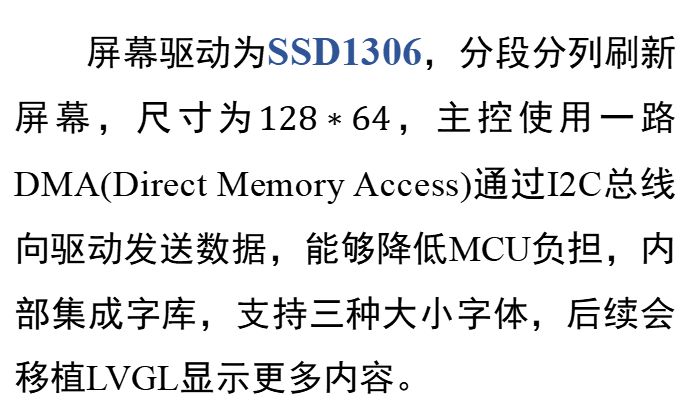 屏幕驱动为SSD1306，分段分列刷新
屏幕，尺寸为128*64，主控使用一路
DMA(Direct Memory Access)通过I2C总线
向驱动发送数据，能够降低MCU负担，内
部集成字库，支持三种大小字体，后续会
移植LVGL显示更多内容。